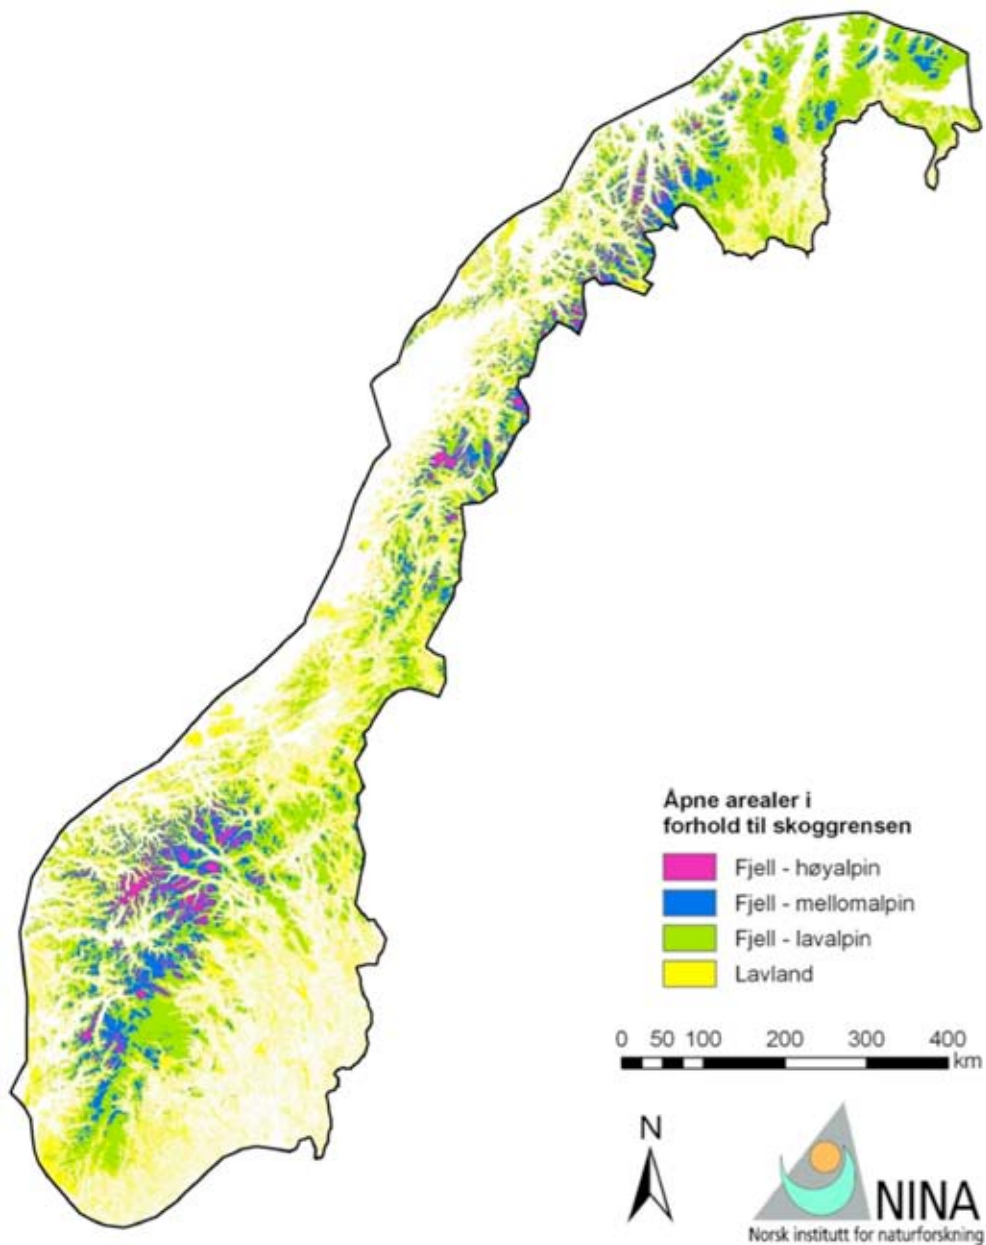 Åpne arealer i
forhold til skoggrensen
Fjell - høyalpin
Fjell - mellomalpin
Fjell - lavalpin
Lavland
0 50 100 200 300 400
km
N
NINA
Norsk institutt for naturforskning